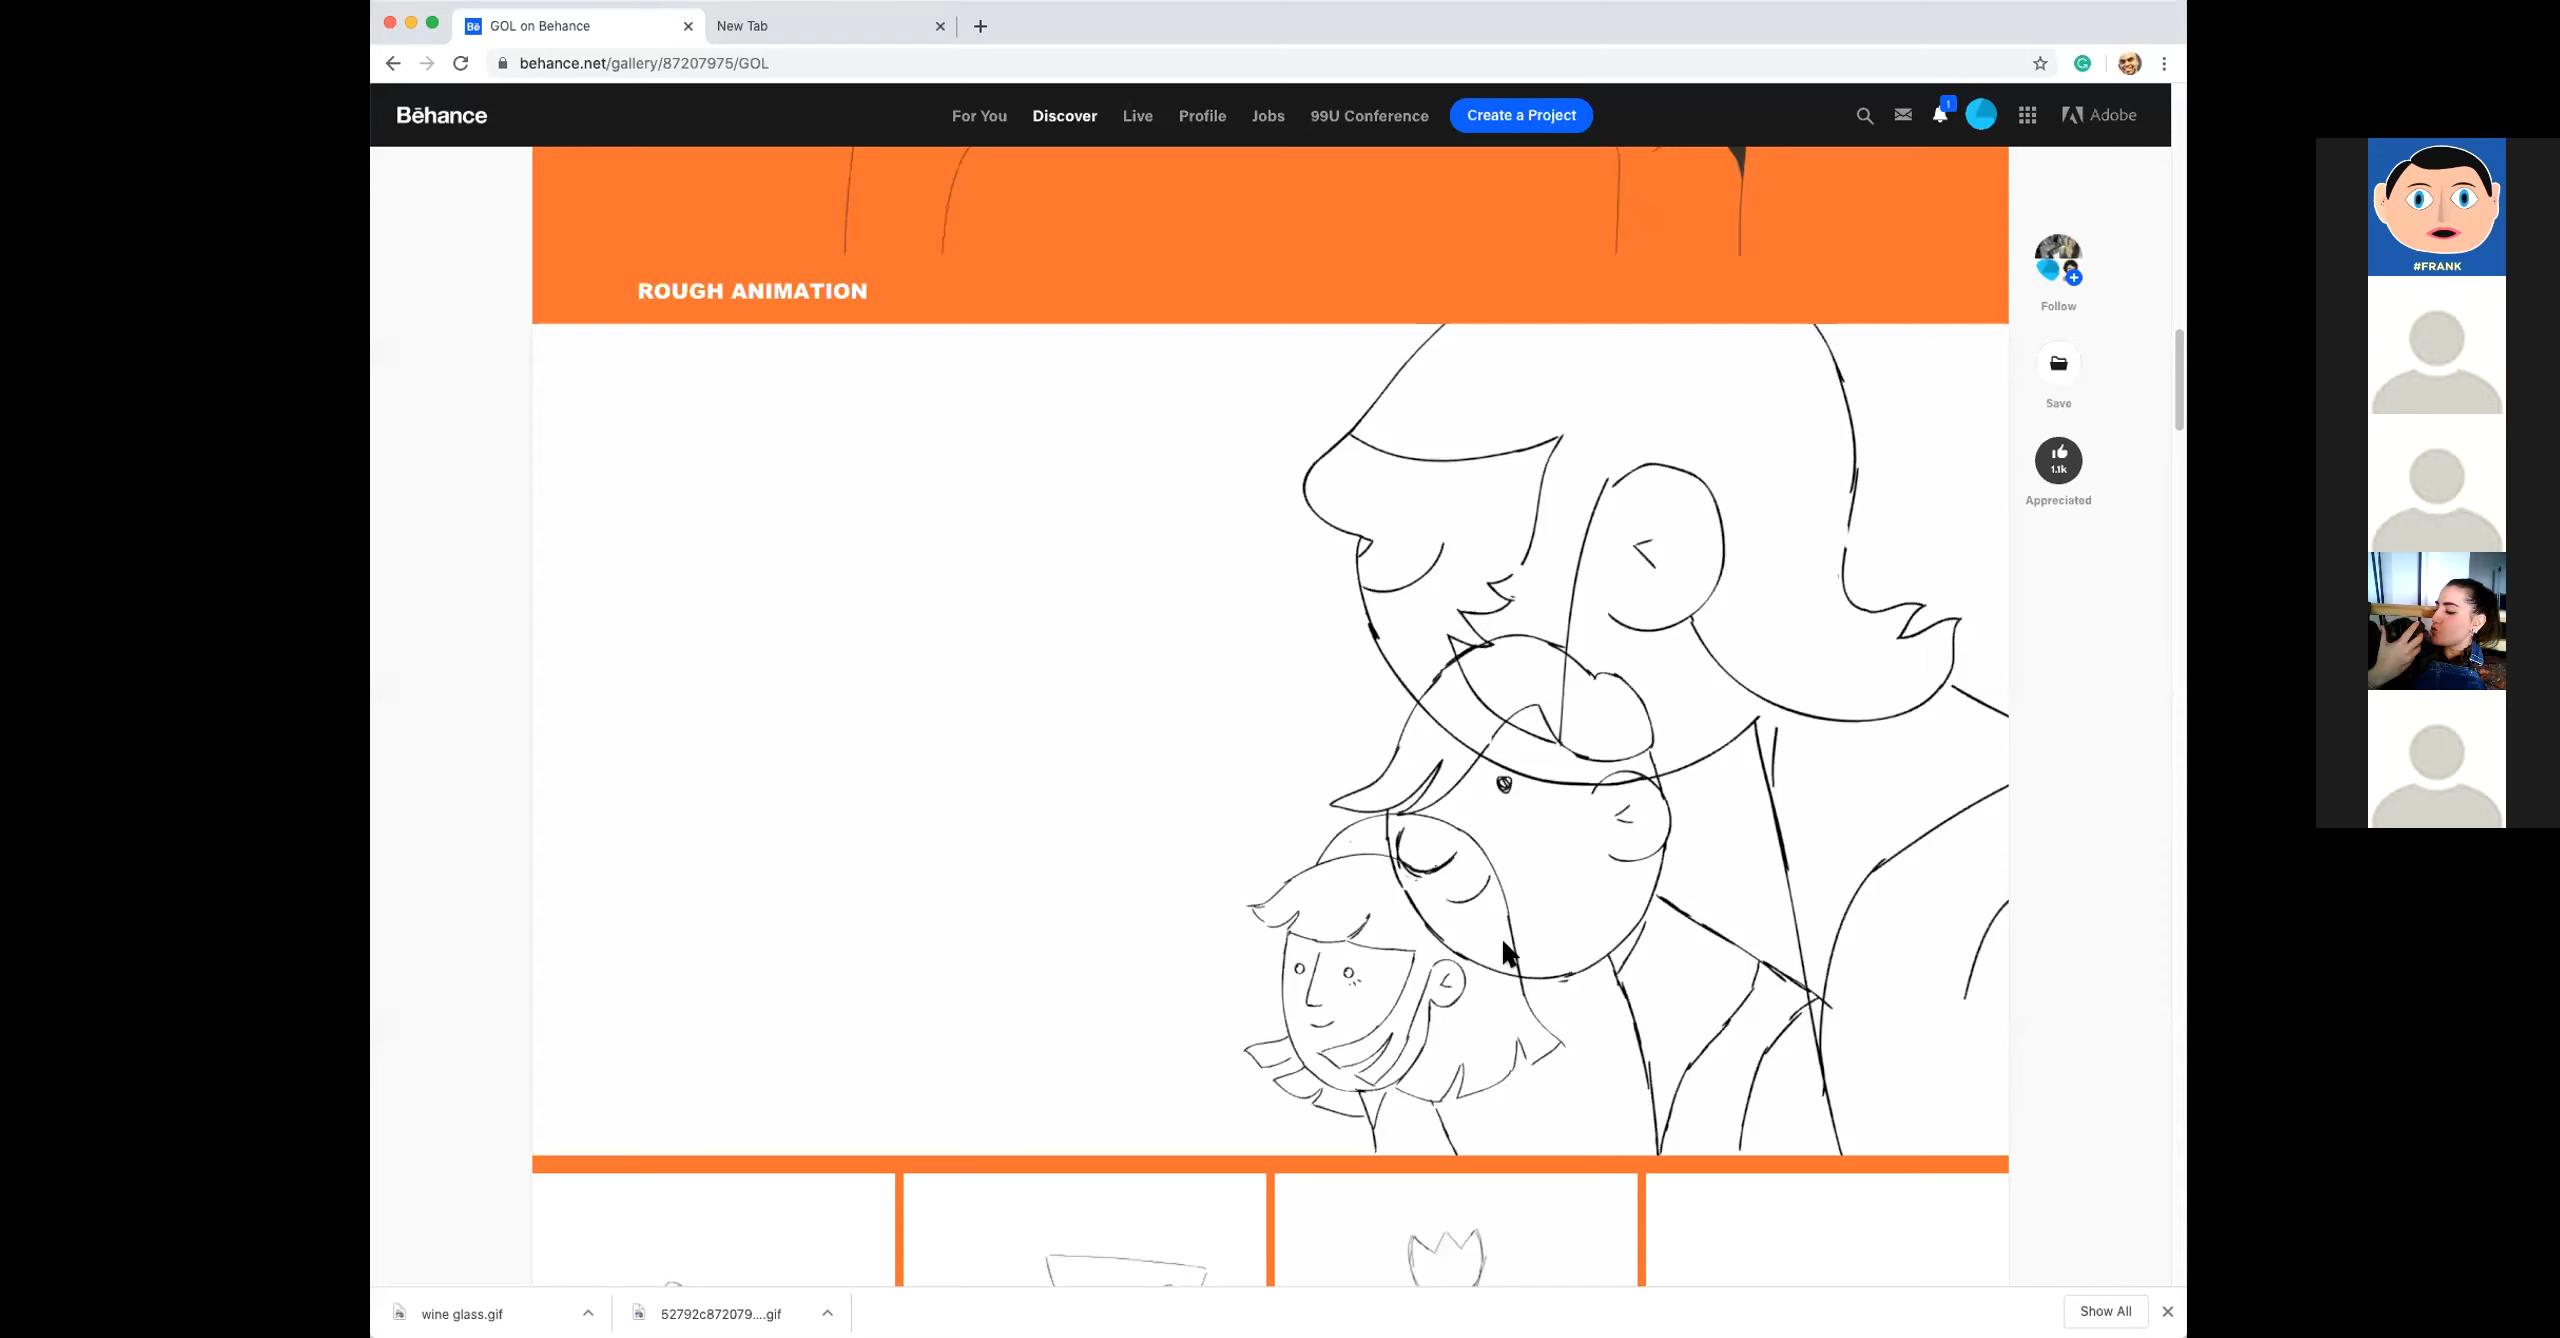 GOL on Behance
New Tab
behance.net/gallery/87207975/GOL
Bēhance
For You
Discover
Live
Profile
Jobs
99U Conference
Create a Project
1
Adobe
#FRANK
ROUGH ANIMATION
Follow
Save
1.1k
Appreciated
wine glass.gif
52792c872079....gif
Show All